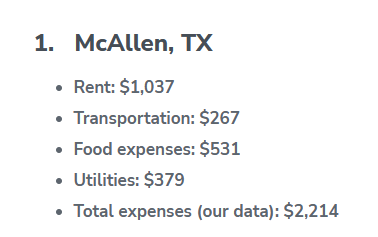 1. McAllen, TX
• Rent: $1,037
• Transportation: $267
• Food expenses: $531
• Utilities: $379
• Total expenses (our data): $2,214